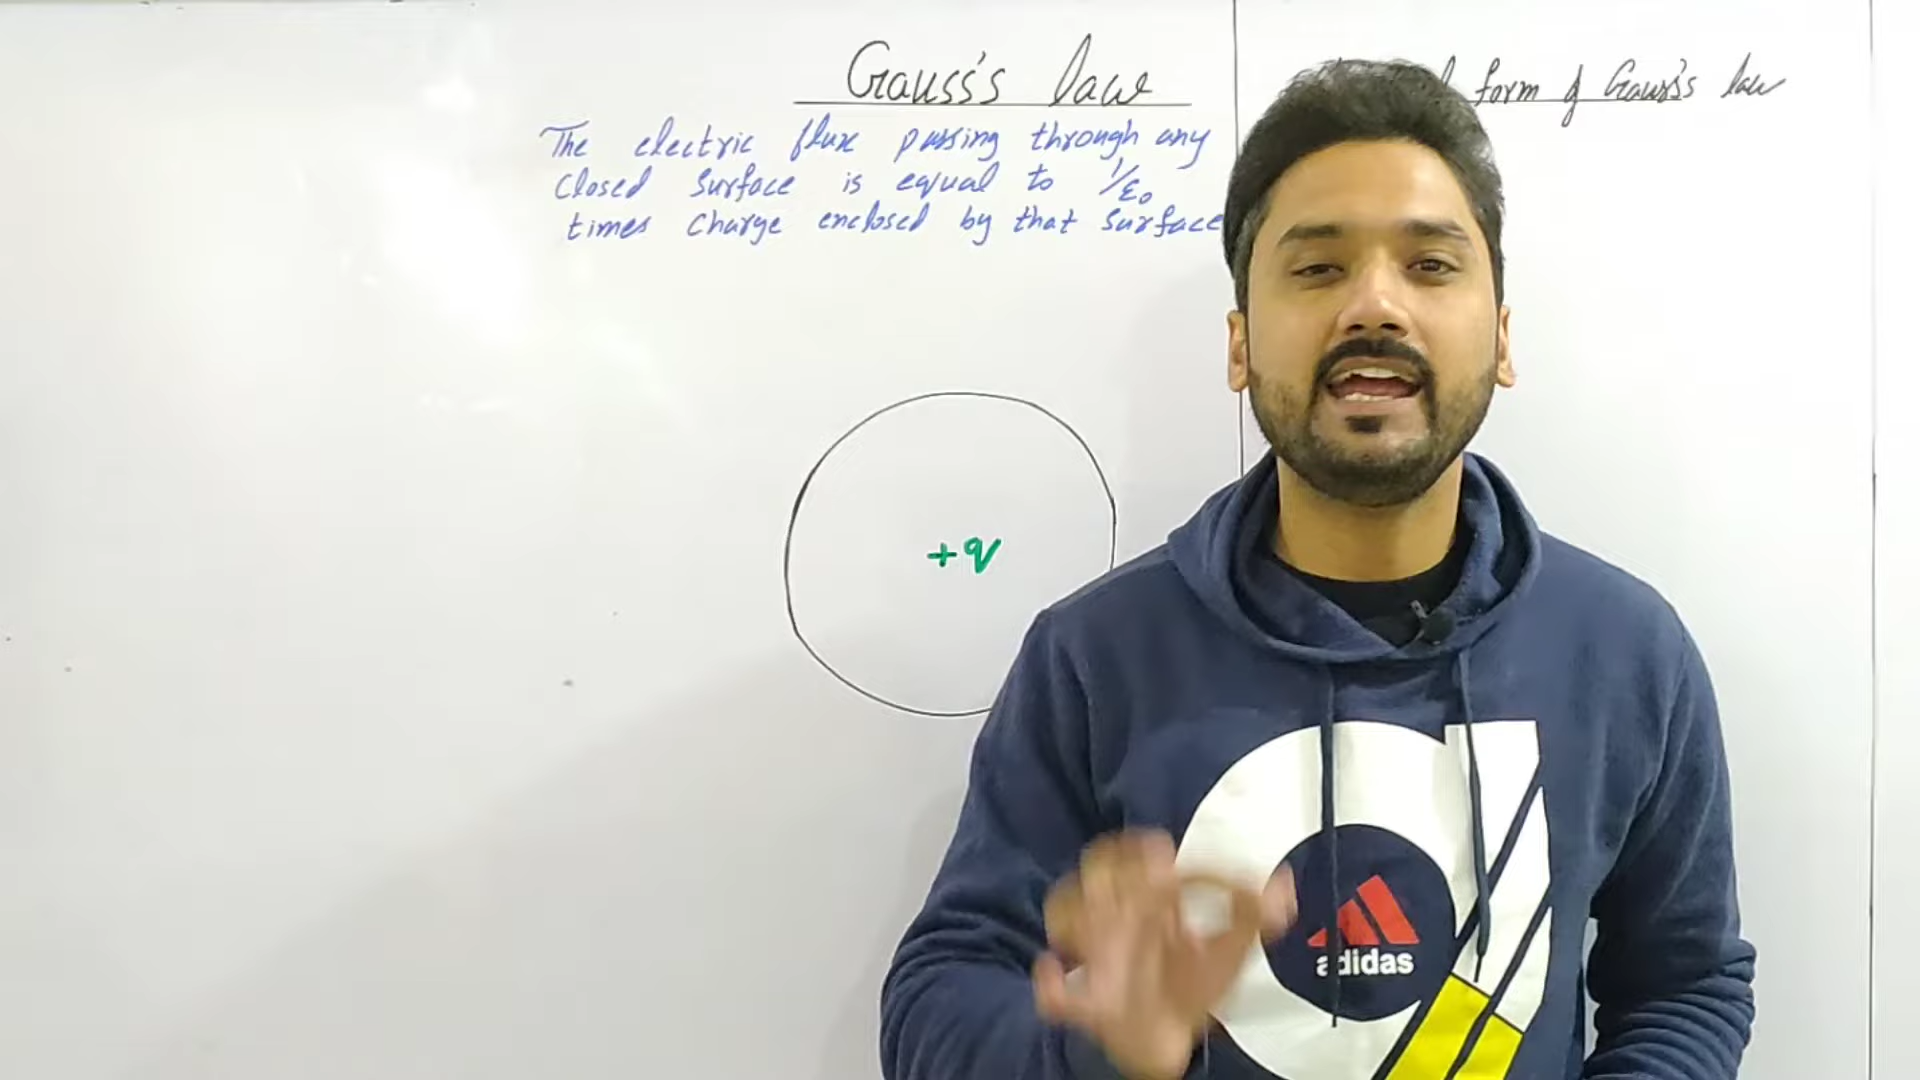 Gauss's law
The electric flux passing through any
closed surface is equal to 1/ε₀
times charge enclosed by that surface
form of Gauss's law
+q
adidas